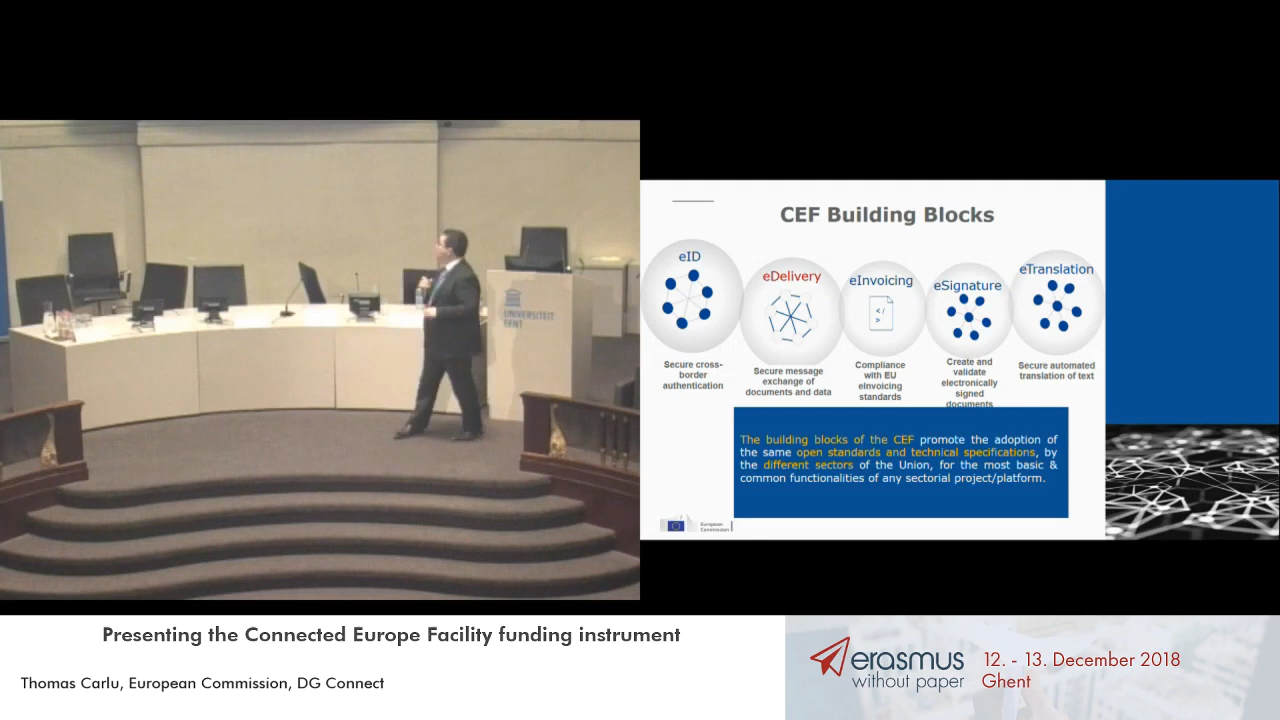 UNIVERSITEIT
GENT
CEF Building Blocks
eID
eDelivery
eInvoicing
eSignature
eTranslation
Secure cross-
border
authentication
Secure message
exchange of
documents and data
Compliance
with EU
eInvoicing
standards
Create and
validate
electronically
signed
documents
Secure automated
translation of text
The building blocks of the CEF promote the adoption of
the same open standards and technical specifications, by
the different sectors of the Union, for the most basic &
common functionalities of any sectorial project/platform.
European
Commission
Presenting the Connected Europe Facility funding instrument
Thomas Carlu, European Commission, DG Connect
erasmus
without paper
12. - 13. December 2018
Ghent